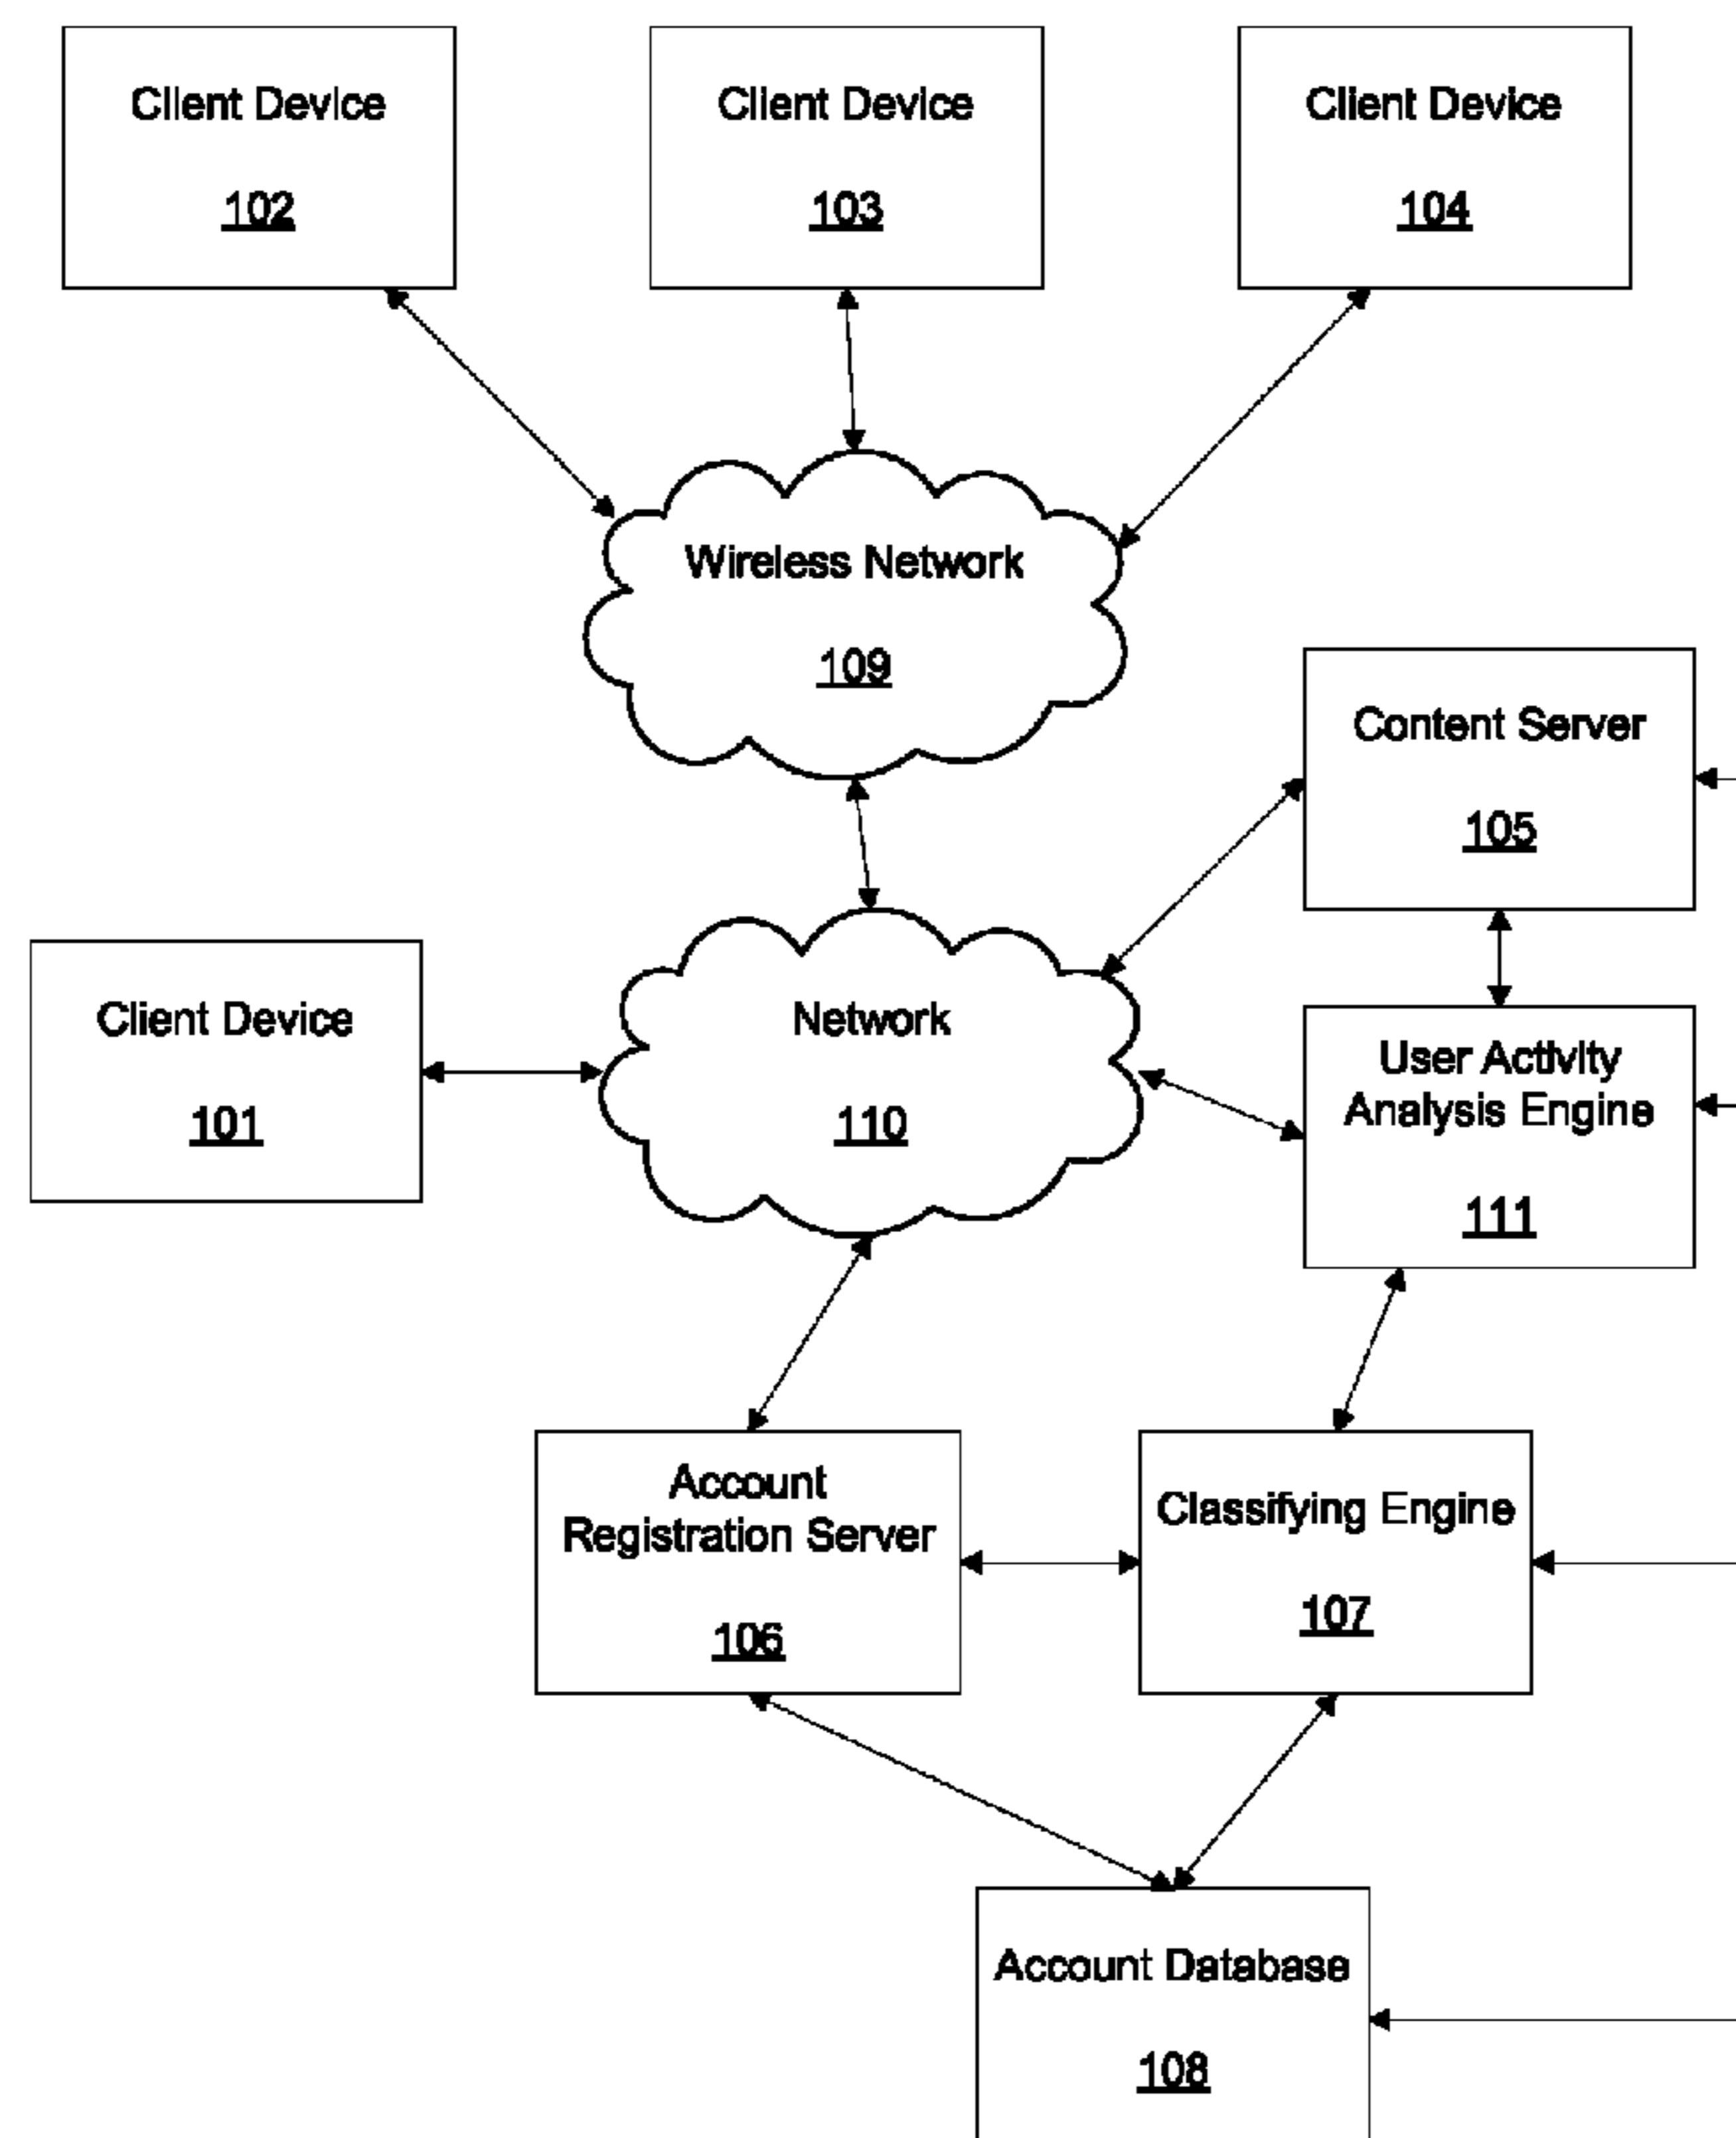 Client Device
102
Client Device
103
Client Device
104
Wireless Network
109
Content Server
105
Client Device
101
Network
110
User Activity
Analysis Engine
111
Account
Registration Server
106
Classifying Engine
107
Account Database
108